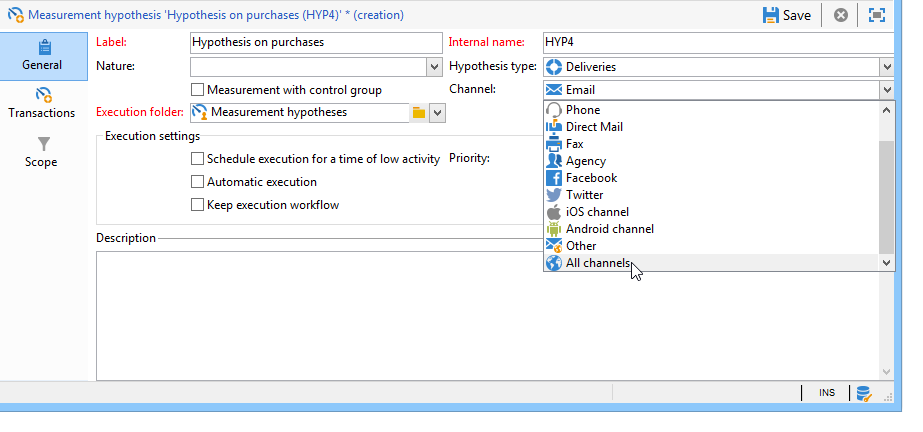 Measurement hypothesis 'Hypothesis on purchases (HYP4)' * (creation)
Save
General
Transactions
Scope
Label: Hypothesis on purchases Internal name: HYP4
Nature: Hypothesis type: Deliveries
Measurement with control group Channel: Email
Execution folder: Measurement hypotheses
Execution settings
Schedule execution for a time of low activity Priority:
Automatic execution
Keep execution workflow
Phone
Direct Mail
Fax
Agency
Facebook
Twitter
iOS channel
Android channel
Other
All channels
Description
INS